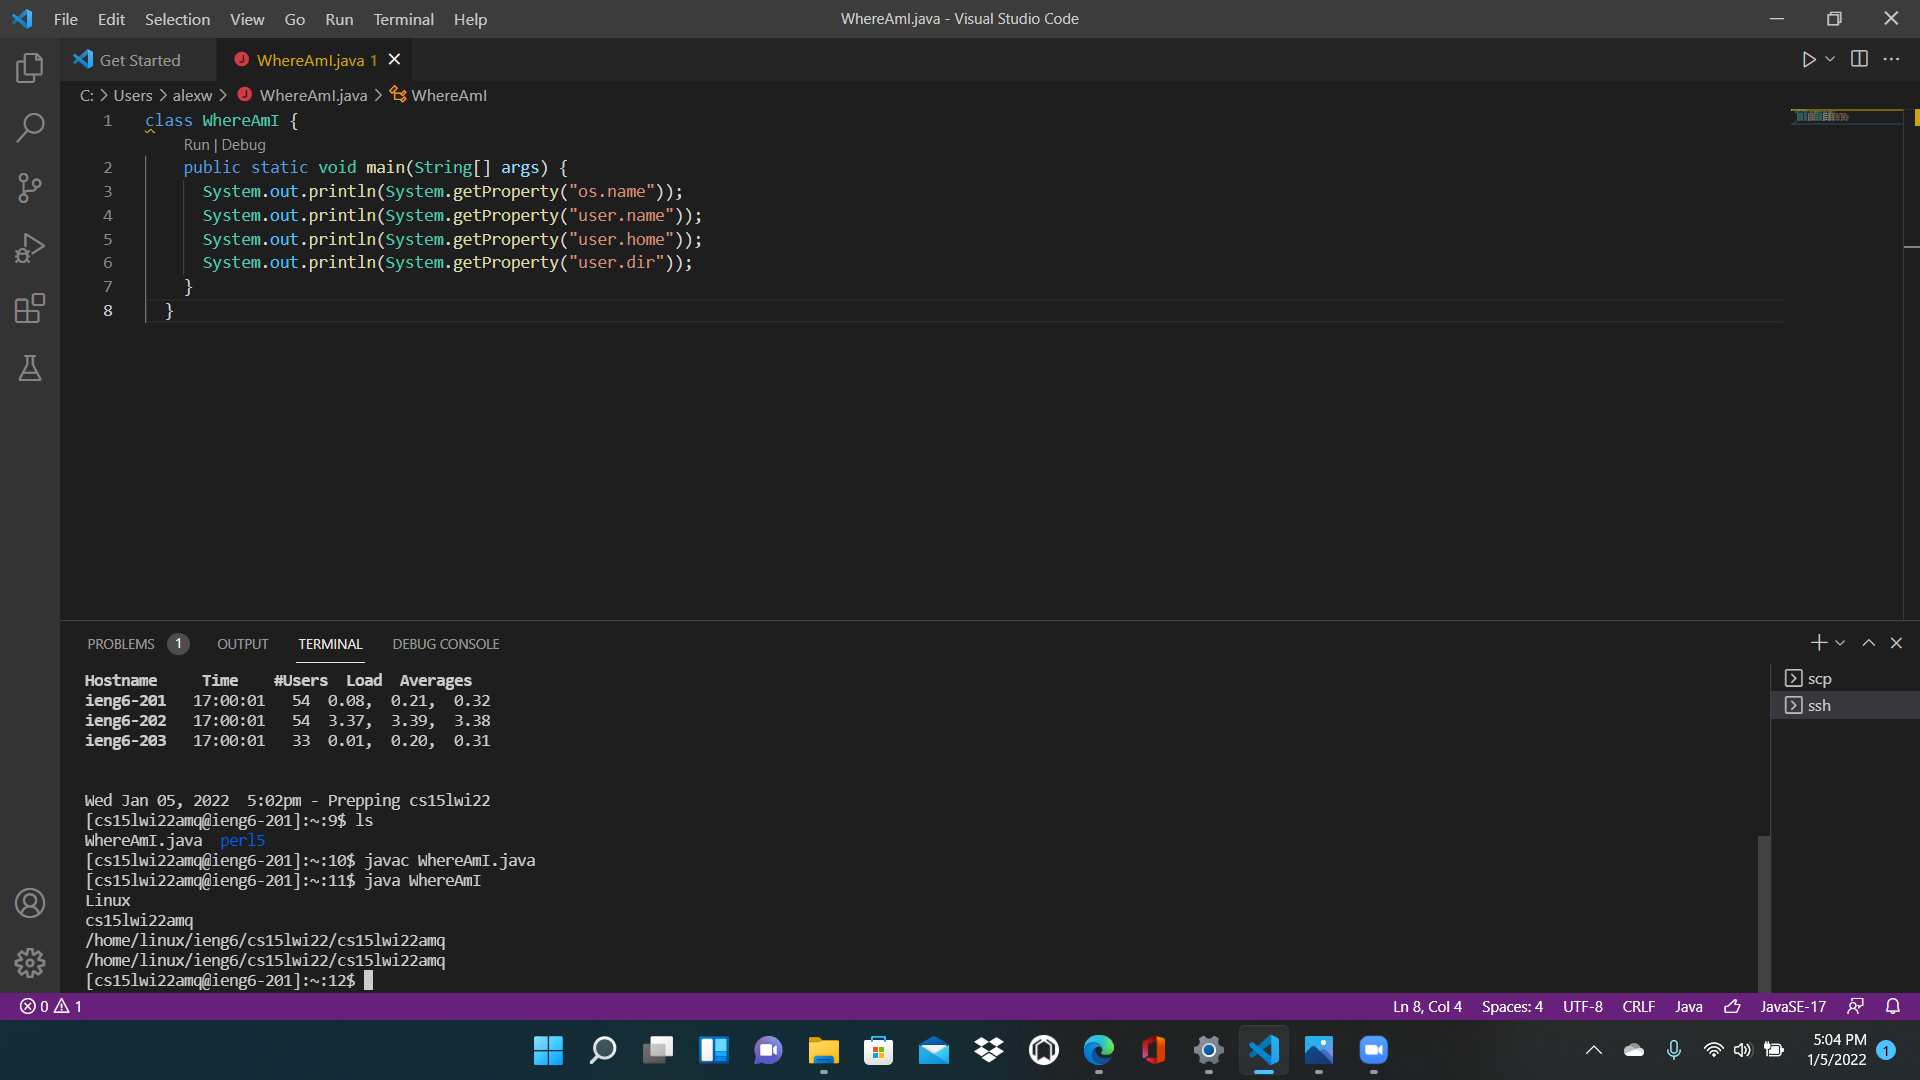 File Edit Selection View Go Run Terminal Help
WhereAmI.java - Visual Studio Code
Get Started
WhereAmI.java 1
C: > Users > alexw > WhereAmI.java > WhereAmI
1 class WhereAmI {
Run | Debug
2 public static void main(String[] args) {
3 System.out.println(System.getProperty("os.name"));
4 System.out.println(System.getProperty("user.name"));
5 System.out.println(System.getProperty("user.home"));
6 System.out.println(System.getProperty("user.dir"));
7 }
8 }
PROBLEMS 1 OUTPUT TERMINAL DEBUG CONSOLE
scp
ssh
Hostname Time #Users Load Averages
ieng6-201 17:00:01 54 0.08, 0.21, 0.32
ieng6-202 17:00:01 54 3.37, 3.39, 3.38
ieng6-203 17:00:01 33 0.01, 0.20, 0.31
Wed Jan 05, 2022 5:02pm - Prepping cs15lwi22
[cs15lwi22amq@ieng6-201]:~:9$ ls
WhereAmI.java perl5
[cs15lwi22amq@ieng6-201]:~:10$ javac WhereAmI.java
[cs15lwi22amq@ieng6-201]:~:11$ java WhereAmI
Linux
cs15lwi22amq
/home/linux/ieng6/cs15lwi22/cs15lwi22amq
/home/linux/ieng6/cs15lwi22/cs15lwi22amq
[cs15lwi22amq@ieng6-201]:~:12$
0 1
Ln 8, Col 4 Spaces: 4 UTF-8 CRLF Java JavaSE-17
5:04 PM
1/5/2022 1